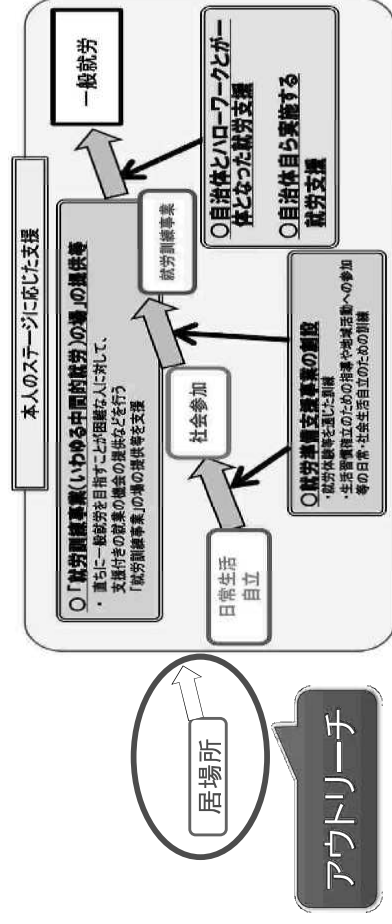 本人のステージに応じた支援
○「就労訓練事業(いわゆる中間的就労)の場」の提供等
・ 直ちに一般就労を目指すことが困難な人に対して、
支援付きの就業の機会の提供などを行う
「就労訓練事業」の場の提供等を支援
一般就労
就労訓練事業
社会参加
日常生活
自立
○自治体とハローワークとが一
体となった就労支援
○自治体自ら実施する
就労支援
○就労準備支援事業の創設
・就労体験等を通じた訓練
・生活習慣確立のための指導や地域活動への参加
等の日常・社会生活自立のための訓練
居場所
アウトリーチ